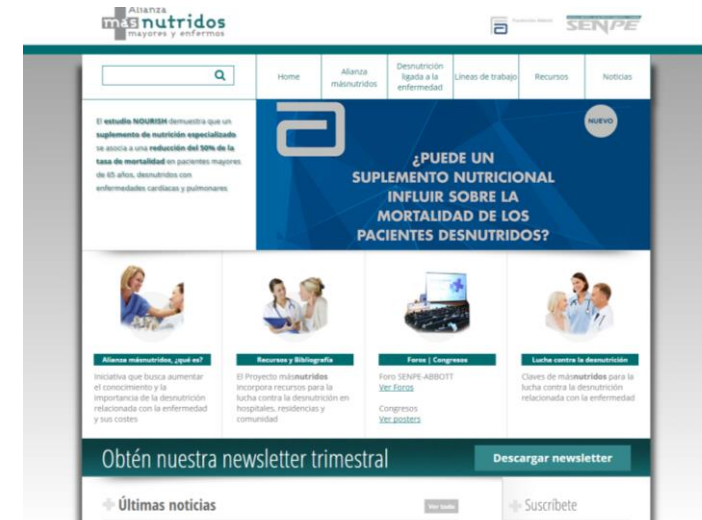 Alianza
másnutridos
mayores y enfermos
Fundación Abbott
SENPE
Home
Alianza
másnutridos
Desnutrición
ligada a la
enfermedad
Líneas de trabajo
Recursos
Noticias
El estudio NOURISH demuestra que un
suplemento de nutrición especializado
se asocia a una reducción del 50% de la
tasa de mortalidad en pacientes mayores
de 65 años, desnutridos con
enfermedades cardíacas y pulmonares
NUEVO
¿PUEDE UN
SUPLEMENTO NUTRICIONAL
INFLUIR SOBRE LA
MORTALIDAD DE LOS
PACIENTES DESNUTRIDOS?
Alianza másnutridos, ¿qué es?
Iniciativa que busca aumentar
el conocimiento y la
importancia de la desnutrición
relacionada con la enfermedad
y sus costes
Recursos y Bibliografía
El Proyecto másnutridos
incorpora recursos para la
lucha contra la desnutrición en
hospitales, residencias y
comunidad
Foros | Congresos
Foro SENPE-ABBOTT
Ver Foros
Congresos
Ver posters
Lucha contra la desnutrición
Claves de másnutridos para la
lucha contra la desnutrición
relacionada con la enfermedad
Obtén nuestra newsletter trimestral
Descargar newsletter
Últimas noticias
Ver todo
Suscríbete